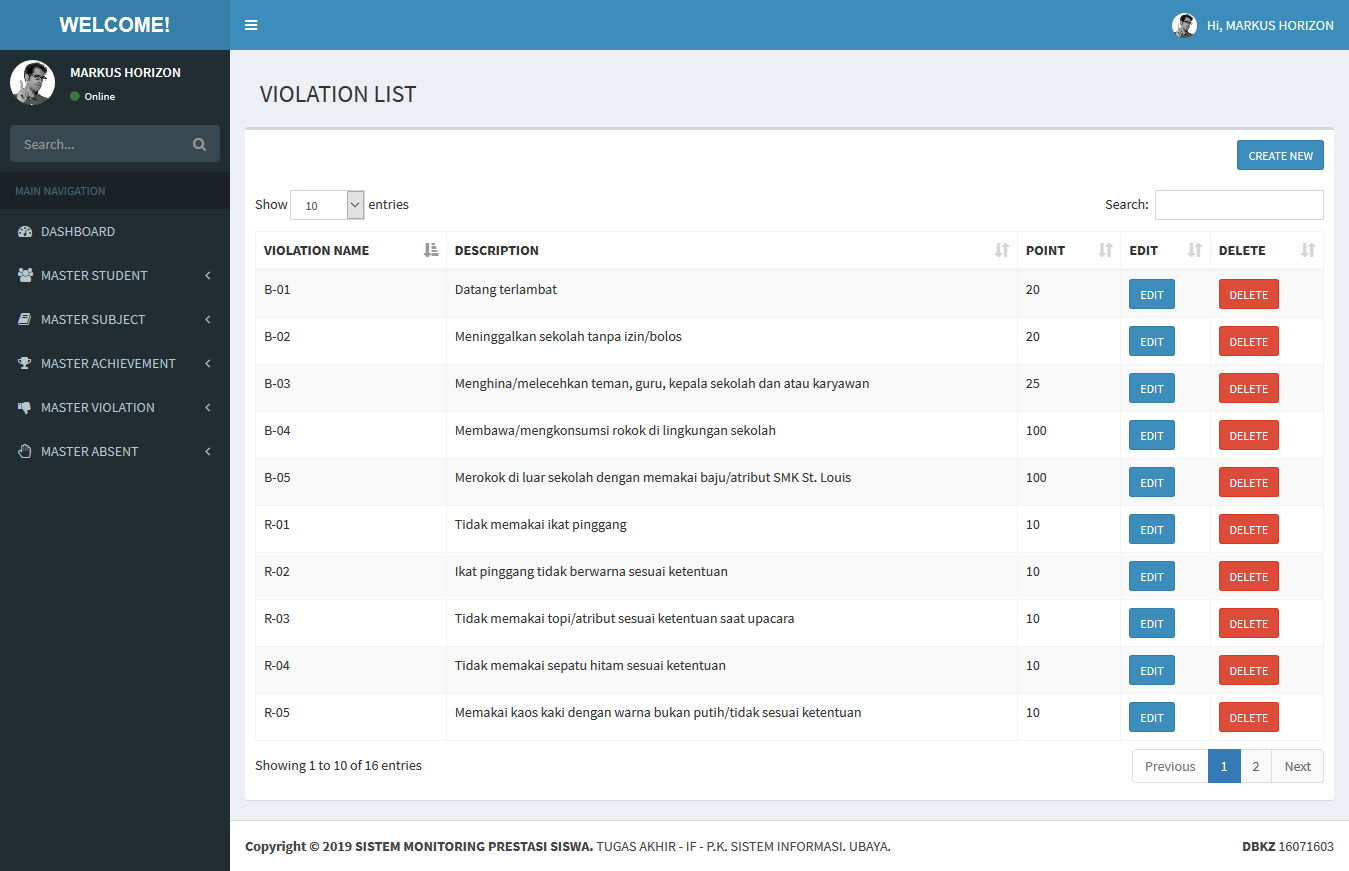 WELCOME!
Hi, MARKUS HORIZON
MARKUS HORIZON
Online
Search...
MAIN NAVIGATION
DASHBOARD
MASTER STUDENT
MASTER SUBJECT
MASTER ACHIEVEMENT
MASTER VIOLATION
MASTER ABSENT
VIOLATION LIST
CREATE NEW
Show 10 entries Search:
VIOLATION NAME DESCRIPTION POINT EDIT DELETE
B-01 Datang terlambat 20 EDIT DELETE
B-02 Meninggalkan sekolah tanpa izin/bolos 20 EDIT DELETE
B-03 Menghina/melecehkan teman, guru, kepala sekolah dan atau karyawan 25 EDIT DELETE
B-04 Membawa/mengkonsumsi rokok di lingkungan sekolah 100 EDIT DELETE
B-05 Merokok di luar sekolah dengan memakai baju/atribut SMK St. Louis 100 EDIT DELETE
R-01 Tidak memakai ikat pinggang 10 EDIT DELETE
R-02 Ikat pinggang tidak berwarna sesuai ketentuan 10 EDIT DELETE
R-03 Tidak memakai topi/atribut sesuai ketentuan saat upacara 10 EDIT DELETE
R-04 Tidak memakai sepatu hitam sesuai ketentuan 10 EDIT DELETE
R-05 Memakai kaos kaki dengan warna bukan putih/tidak sesuai ketentuan 10 EDIT DELETE
Showing 1 to 10 of 16 entries Previous 1 2 Next
Copyright © 2019 SISTEM MONITORING PRESTASI SISWA. TUGAS AKHIR - IF - P.K. SISTEM INFORMASI. UBAYA. DBKZ 16071603